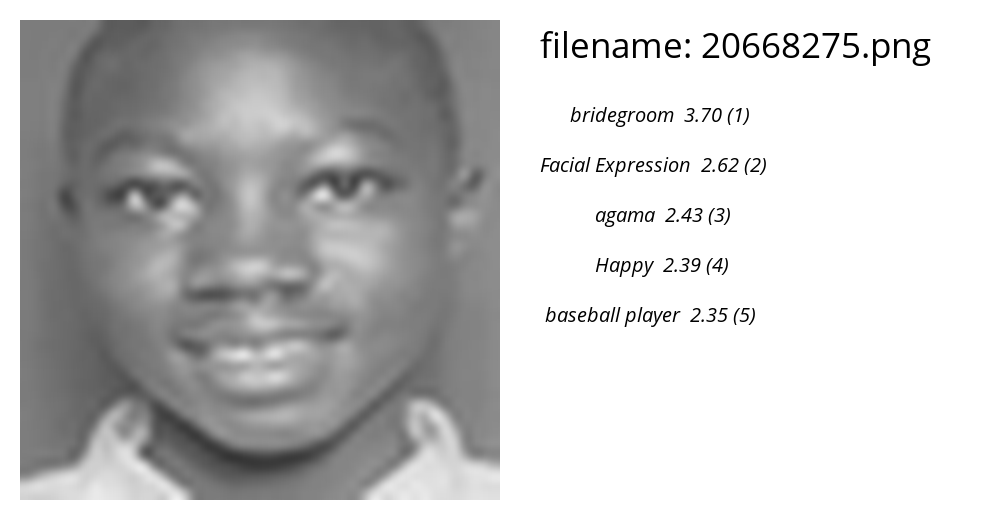 filename: 20668275.png
bridegroom 3.70 (1)
Facial Expression 2.62 (2)
agama 2.43 (3)
Happy 2.39 (4)
baseball player 2.35 (5)